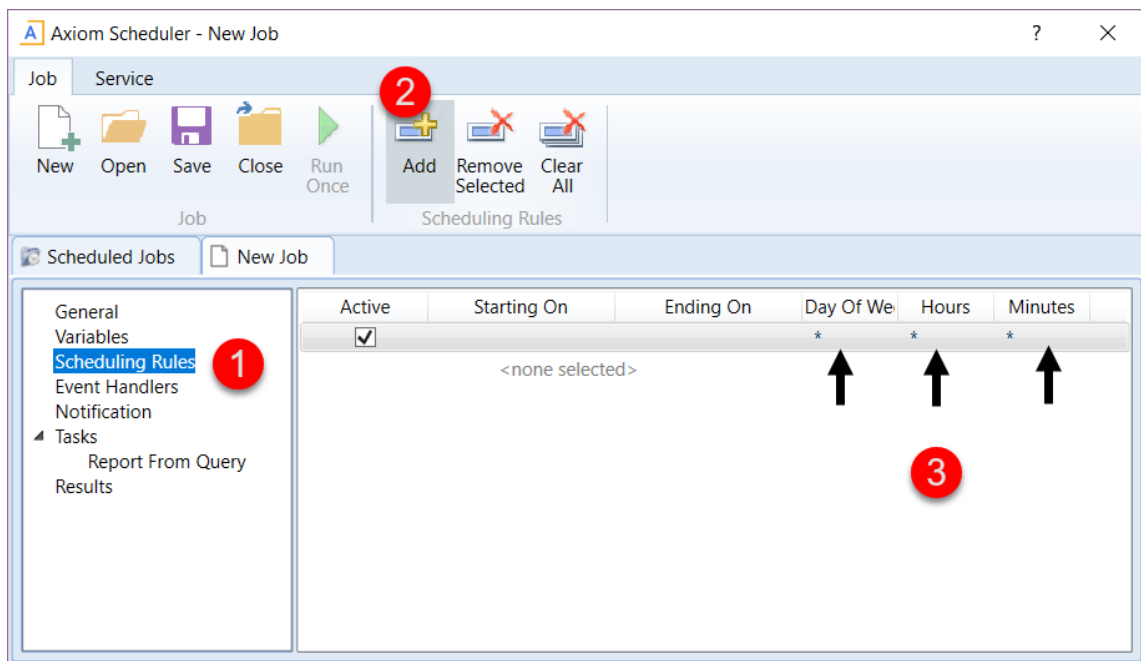 A Axiom Scheduler - New Job ?
Job Service
2
New Open Save Close Run Once Add Remove Selected Clear All
Job Scheduling Rules
Scheduled Jobs New Job
General
Variables
Scheduling Rules
1
Event Handlers
Notification
Tasks
Report From Query
Results
Active Starting On Ending On Day Of We Hours Minutes
* * *
<none selected>
3